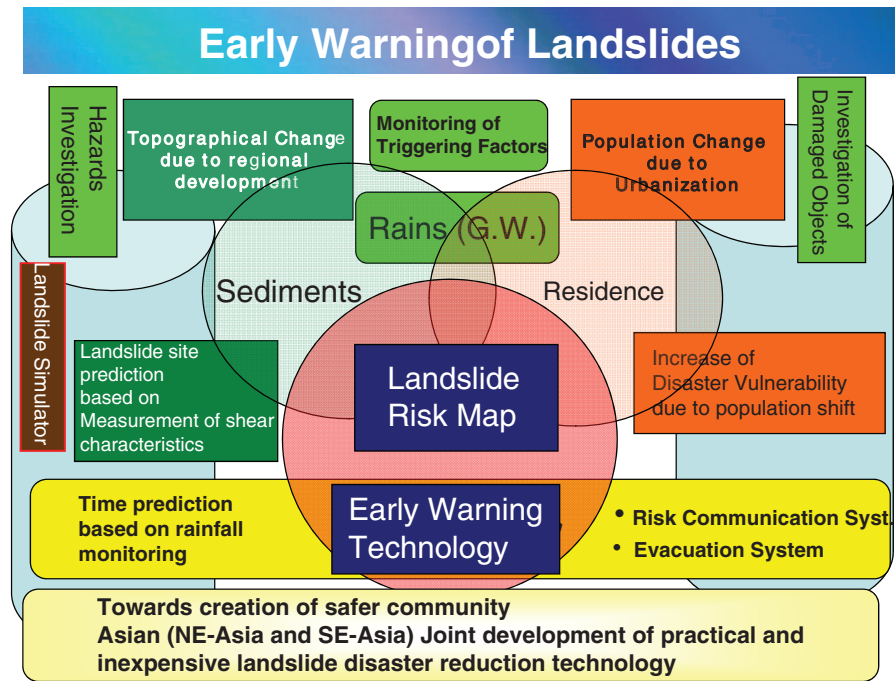 Early Warningof Landslides
Hazards
Investigation
Topographical Change
due to regional
development
Monitoring of
Triggering Factors
Population Change
due to
Urbanization
Investigation of
Damaged Objects
Rains (G.W.)
Sediments
Residence
Landslide Simulator
Landslide site
prediction
based on
Measurement of shear
characteristics
Landslide
Risk Map
Increase of
Disaster Vulnerability
due to population shift
Time prediction
based on rainfall
monitoring
Early Warning
Technology
• Risk Communication Syst.
• Evacuation System
Towards creation of safer community
Asian (NE-Asia and SE-Asia) Joint development of practical and
inexpensive landslide disaster reduction technology